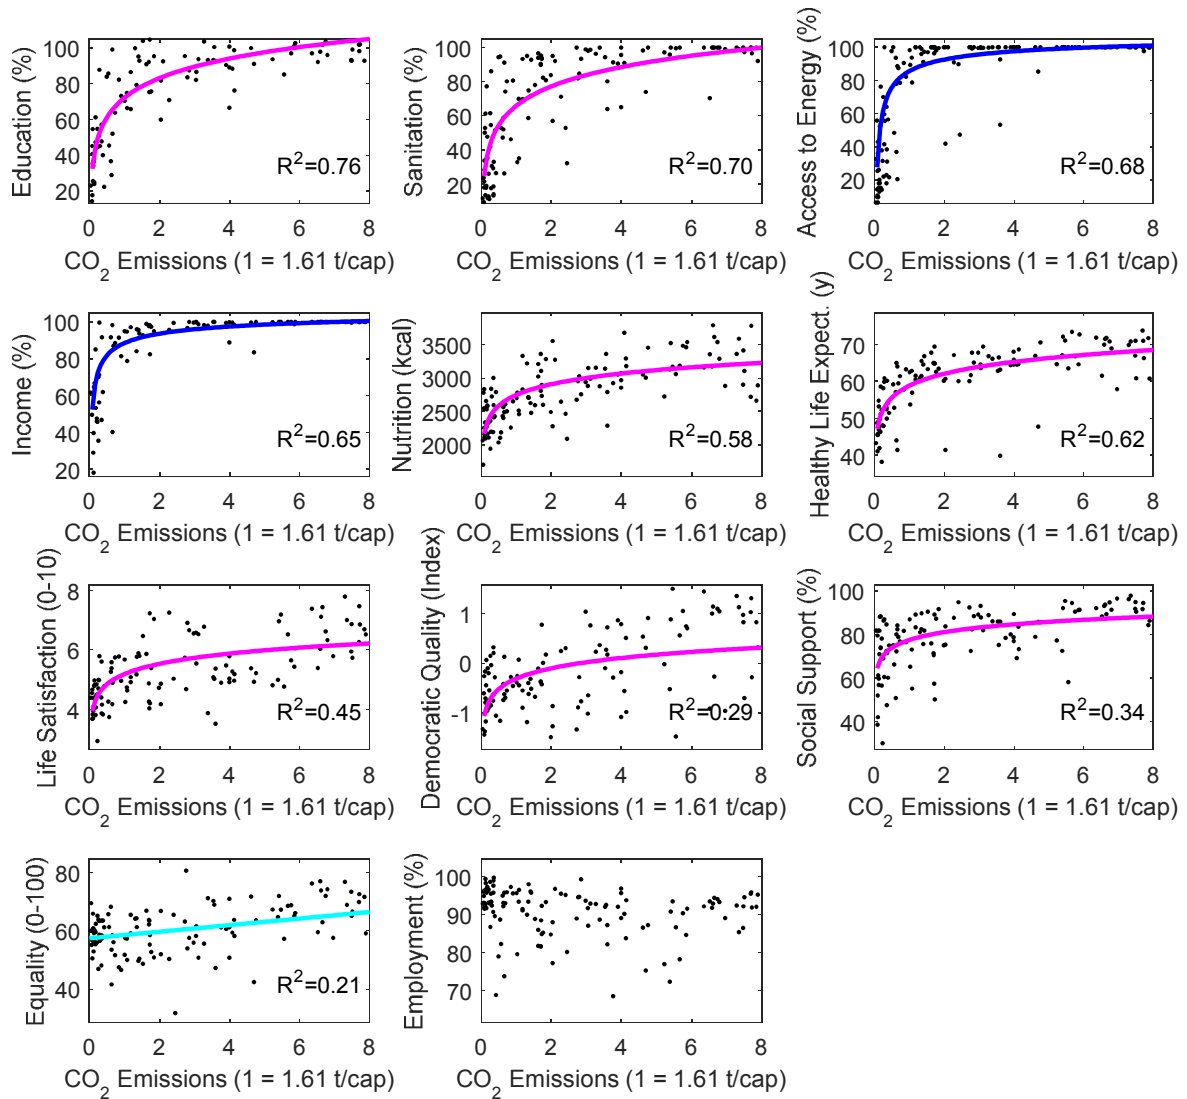 Education (%)
100
80
60
40
20
R²=0.76
0 2 4 6 8
CO₂ Emissions (1 = 1.61 t/cap)
Sanitation (%)
100
80
60
40
20
R²=0.70
0 2 4 6 8
CO₂ Emissions (1 = 1.61 t/cap)
Access to Energy (%)
100
80
60
40
20
R²=0.68
0 2 4 6 8
CO₂ Emissions (1 = 1.61 t/cap)
Income (%)
100
80
60
40
20
R²=0.65
0 2 4 6 8
CO₂ Emissions (1 = 1.61 t/cap)
Nutrition (kcal)
3500
3000
2500
2000
R²=0.58
0 2 4 6 8
CO₂ Emissions (1 = 1.61 t/cap)
Healthy Life Expect. (y)
70
60
50
40
R²=0.62
0 2 4 6 8
CO₂ Emissions (1 = 1.61 t/cap)
Life Satisfaction (0-10)
8
6
4
R²=0.45
0 2 4 6 8
CO₂ Emissions (1 = 1.61 t/cap)
Democratic Quality (Index)
1
0
-1
R²=0.29
0 2 4 6 8
CO₂ Emissions (1 = 1.61 t/cap)
Social Support (%)
100
80
60
40
R²=0.34
0 2 4 6 8
CO₂ Emissions (1 = 1.61 t/cap)
Equality (0-100)
80
60
40
R²=0.21
0 2 4 6 8
CO₂ Emissions (1 = 1.61 t/cap)
Employment (%)
100
90
80
70
0 2 4 6 8
CO₂ Emissions (1 = 1.61 t/cap)